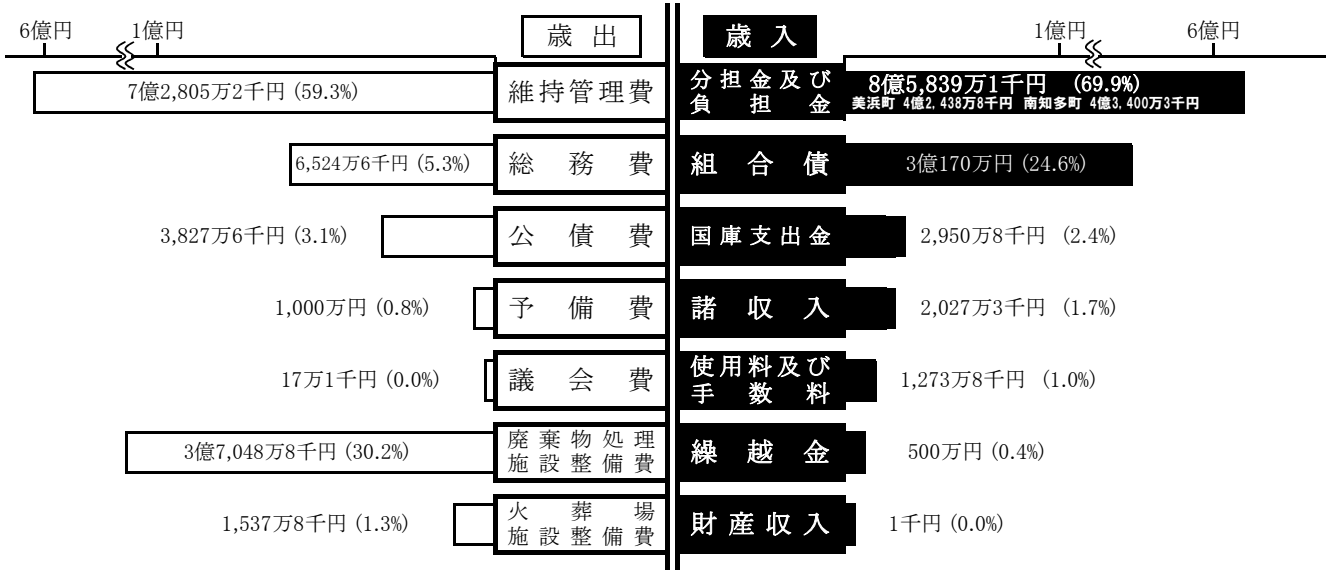 6億円 1億円 歳出
維持管理費 7億2,805万2千円 (59.3%)
総務費 6,524万6千円 (5.3%)
公債費 3,827万6千円 (3.1%)
予備費 1,000万円 (0.8%)
議会費 17万1千円 (0.0%)
廃棄物処理
施設整備費
3億7,048万8千円 (30.2%)
火葬場
施設整備費
1,537万8千円 (1.3%)
歳入 1億円 6億円
分担金及び
負担金
8億5,839万1千円 (69.9%)
美浜町 4億2,438万8千円 南知多町 4億3,400万3千円
組合債 3億170万円 (24.6%)
国庫支出金 2,950万8千円 (2.4%)
諸収入 2,027万3千円 (1.7%)
使用料及び
手数料
1,273万8千円 (1.0%)
繰越金 500万円 (0.4%)
財産収入 1千円 (0.0%)